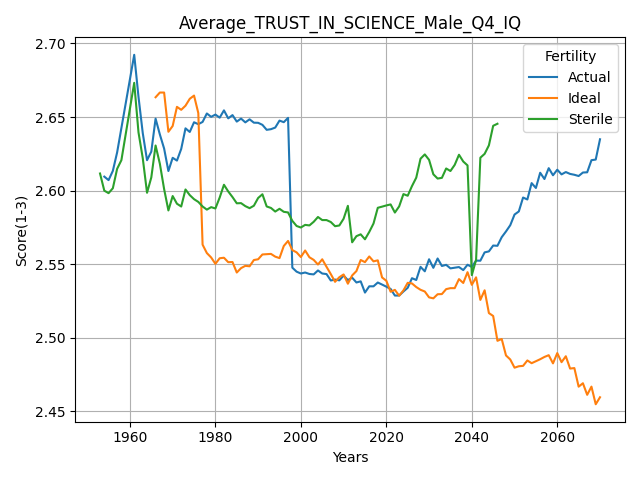 Average_TRUST_IN_SCIENCE_Male_Q4_IQ
Score(1-3)
2.70
2.65
2.60
2.55
2.50
2.45
Fertility
Actual
Ideal
Sterile
1960 1980 2000 2020 2040 2060
Years